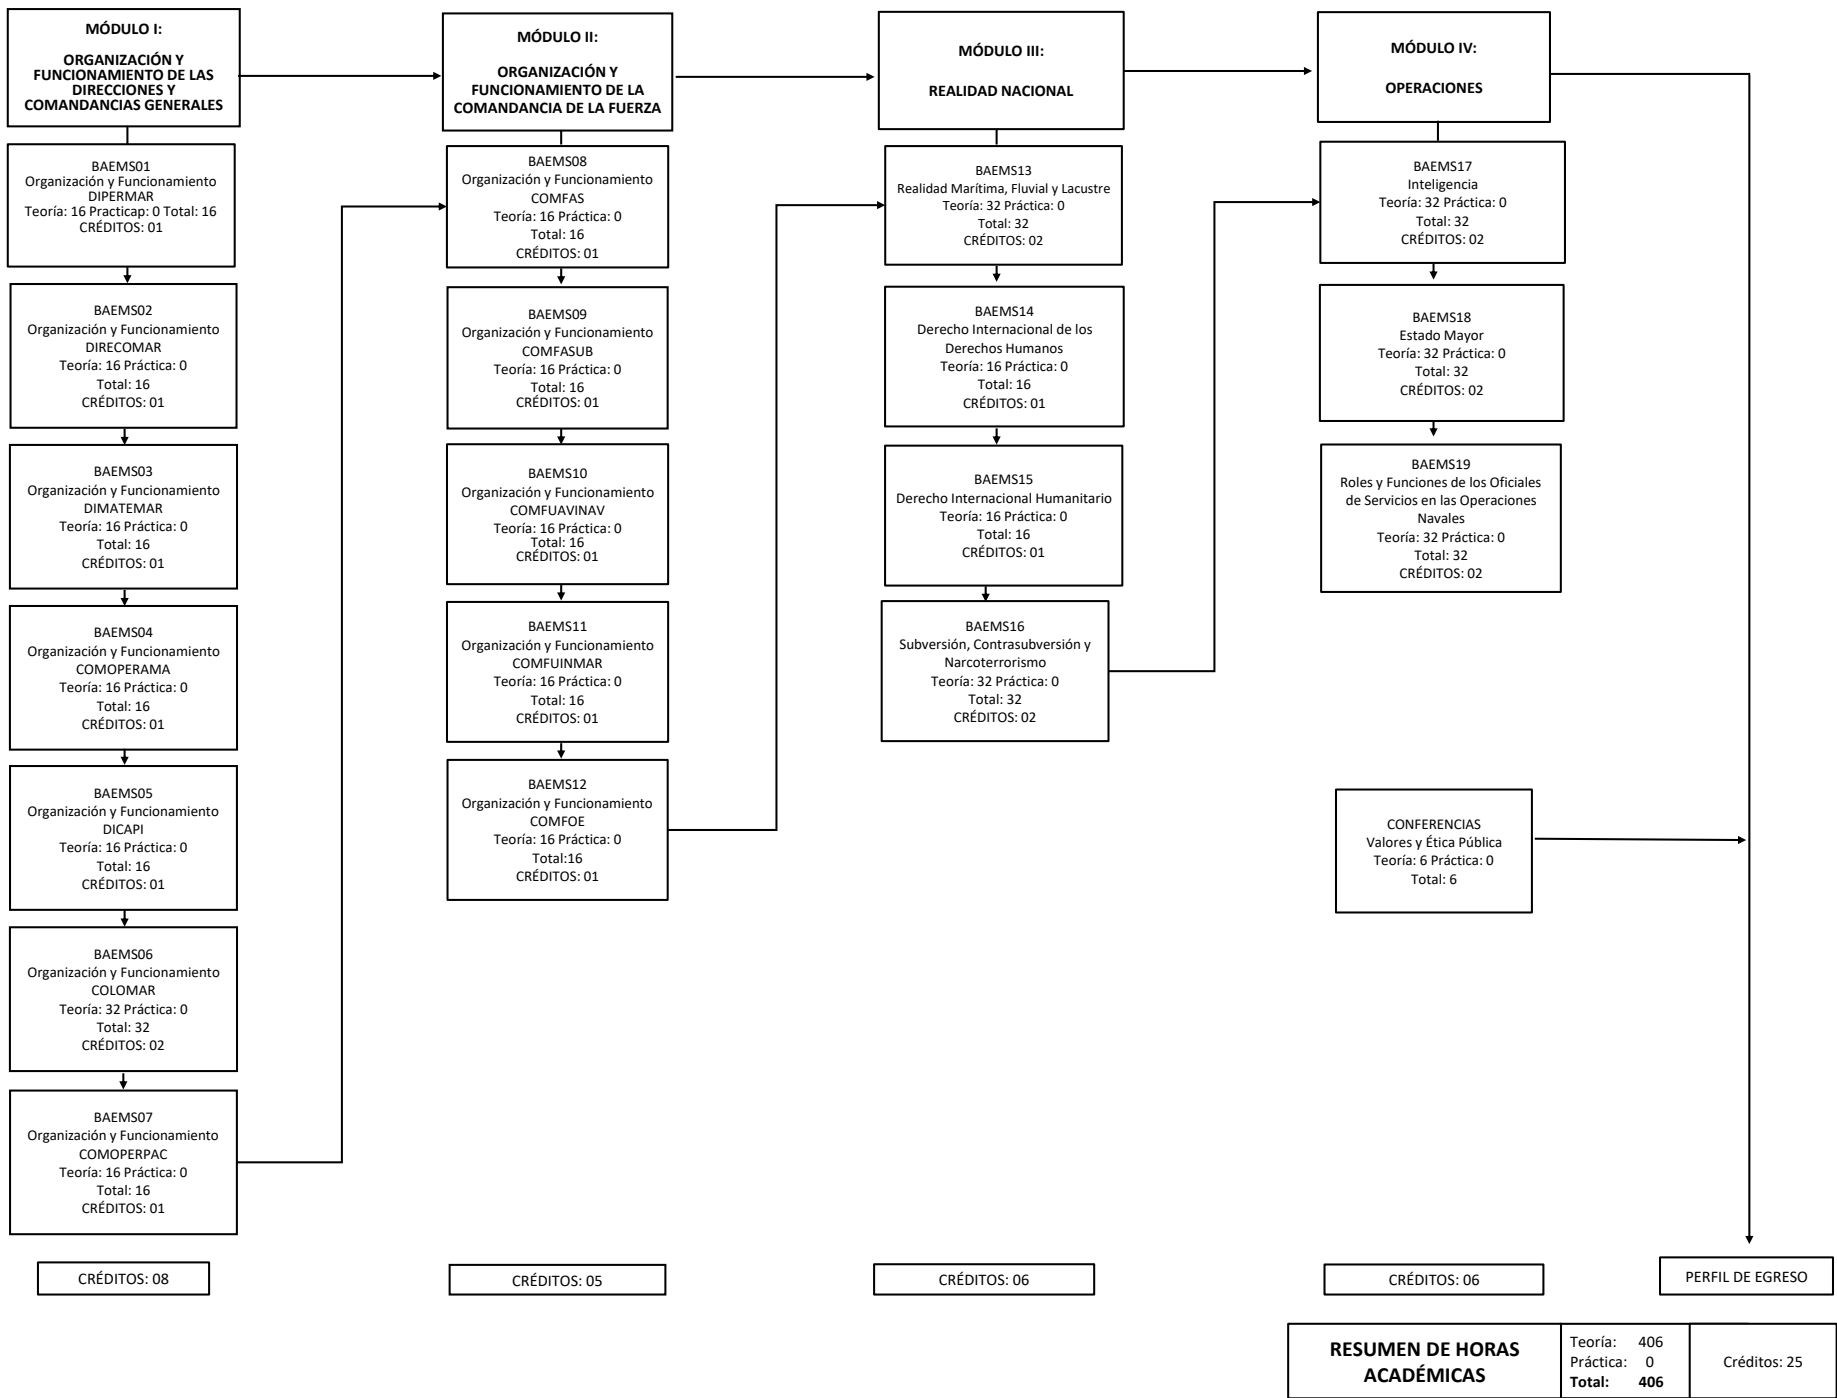 MÓDULO I:
ORGANIZACIÓN Y
FUNCIONAMIENTO DE LAS
DIRECCIONES Y
COMANDANCIAS GENERALES
BAEMS01
Organización y Funcionamiento
DIPERMAR
Teoría: 16 Practicap: 0 Total: 16
CRÉDITOS: 01
BAEMS02
Organización y Funcionamiento
DIRECOMAR
Teoría: 16 Práctica: 0
Total: 16
CRÉDITOS: 01
BAEMS03
Organización y Funcionamiento
DIMATEMAR
Teoría: 16 Práctica: 0
Total: 16
CRÉDITOS: 01
BAEMS04
Organización y Funcionamiento
COMOPERAMA
Teoría: 16 Práctica: 0
Total: 16
CRÉDITOS: 01
BAEMS05
Organización y Funcionamiento
DICAPI
Teoría: 16 Práctica: 0
Total: 16
CRÉDITOS: 01
BAEMS06
Organización y Funcionamiento
COLOMAR
Teoría: 32 Práctica: 0
Total: 32
CRÉDITOS: 02
BAEMS07
Organización y Funcionamiento
COMOPERPAC
Teoría: 16 Práctica: 0
Total: 16
CRÉDITOS: 01
CRÉDITOS: 08
MÓDULO II:
ORGANIZACIÓN Y
FUNCIONAMIENTO DE LA
COMANDANCIA DE LA FUERZA
BAEMS08
Organización y Funcionamiento
COMFAS
Teoría: 16 Práctica: 0
Total: 16
CRÉDITOS: 01
BAEMS09
Organización y Funcionamiento
COMFASUB
Teoría: 16 Práctica: 0
Total: 16
CRÉDITOS: 01
BAEMS10
Organización y Funcionamiento
COMFUAVINAV
Teoría: 16 Práctica: 0
Total: 16
CRÉDITOS: 01
BAEMS11
Organización y Funcionamiento
COMFUINMAR
Teoría: 16 Práctica: 0
Total: 16
CRÉDITOS: 01
BAEMS12
Organización y Funcionamiento
COMFOE
Teoría: 16 Práctica: 0
Total:16
CRÉDITOS: 01
CRÉDITOS: 05
MÓDULO III:
REALIDAD NACIONAL
BAEMS13
Realidad Marítima, Fluvial y Lacustre
Teoría: 32 Práctica: 0
Total: 32
CRÉDITOS: 02
BAEMS14
Derecho Internacional de los
Derechos Humanos
Teoría: 16 Práctica: 0
Total: 16
CRÉDITOS: 01
BAEMS15
Derecho Internacional Humanitario
Teoría: 16 Práctica: 0
Total: 16
CRÉDITOS: 01
BAEMS16
Subversión, Contrasubversión y
Narcoterrorismo
Teoría: 32 Práctica: 0
Total: 32
CRÉDITOS: 02
CRÉDITOS: 06
MÓDULO IV:
OPERACIONES
BAEMS17
Inteligencia
Teoría: 32 Práctica: 0
Total: 32
CRÉDITOS: 02
BAEMS18
Estado Mayor
Teoría: 32 Práctica: 0
Total: 32
CRÉDITOS: 02
BAEMS19
Roles y Funciones de los Oficiales
de Servicios en las Operaciones
Navales
Teoría: 32 Práctica: 0
Total: 32
CRÉDITOS: 02
CONFERENCIAS
Valores y Ética Pública
Teoría: 6 Práctica: 0
Total: 6
CRÉDITOS: 06
PERFIL DE EGRESO
RESUMEN DE HORAS
ACADÉMICAS
Teoría: 406
Práctica: 0
Total: 406
Créditos: 25